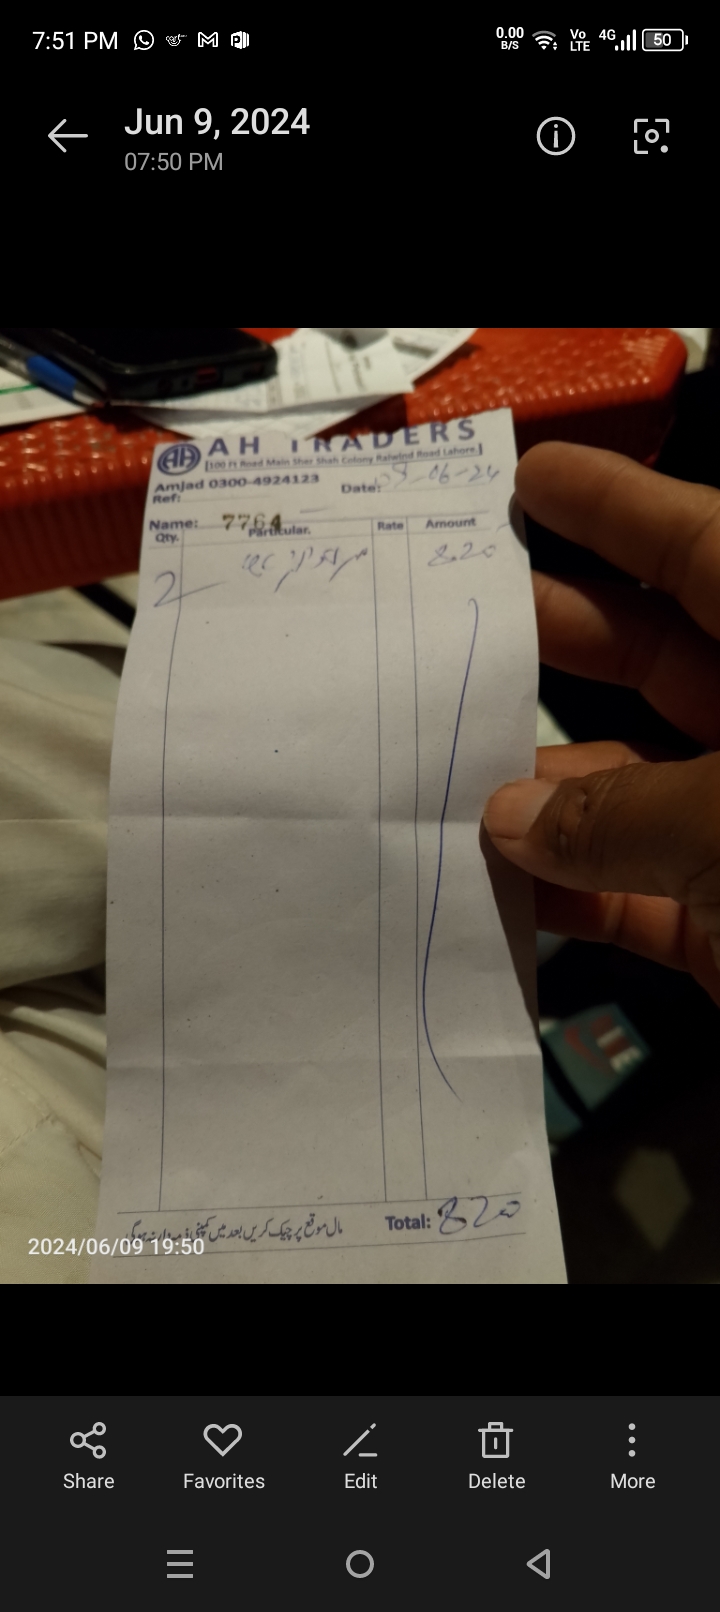 7:51 PM 0.00 B/S Vo LTE 4G 50
Jun 9, 2024
07:50 PM
AH TRADERS
AH
100 Ft Road Main Sher Shah Colony Raiwind Road Lahore.
Amjad 0300-4924123
Date: -06-24
Ref:
Name: 7764
Qty. Particular. Rate Amount
2 820
مال موقع پر چیک کریں بعد میں کمپنی ذمہ دار نہ ہوگی
Total: 820
2024/06/09 19:50
Share Favorites Edit Delete More